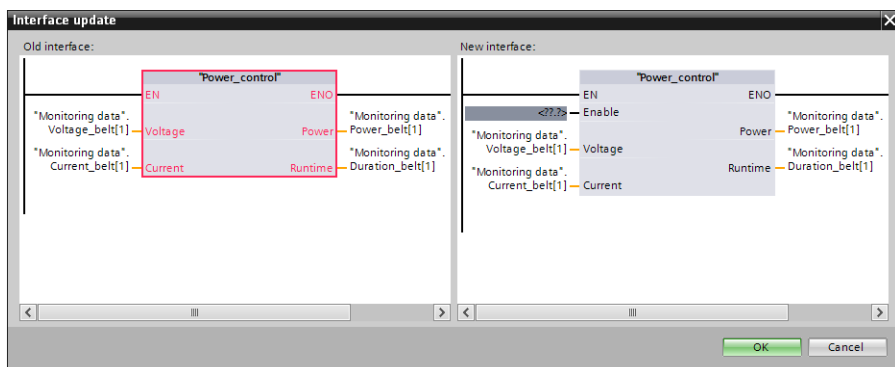 Interface update
Old interface:
"Power_control"
EN ENO
"Monitoring data".
Voltage_belt[1] Voltage
Power "Monitoring data".
Power_belt[1]
"Monitoring data".
Current_belt[1] Current
Runtime "Monitoring data".
Duration_belt[1]
New interface:
"Power_control"
EN ENO
<??.?> Enable
"Monitoring data".
Voltage_belt[1] Voltage
Power "Monitoring data".
Power_belt[1]
"Monitoring data".
Current_belt[1] Current
Runtime "Monitoring data".
Duration_belt[1]
OK Cancel